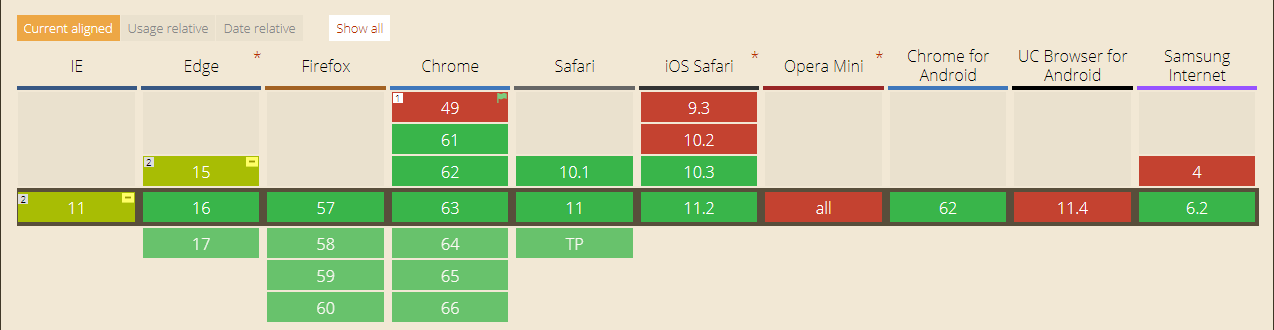 Current aligned Usage relative Date relative Show all
IE Edge * Firefox Chrome Safari iOS Safari * Opera Mini * Chrome for Android UC Browser for Android Samsung Internet
1 49 9.3
61 10.2
2 15 62 10.1 10.3 4
2 11 16 57 63 11 11.2 all 62 11.4 6.2
17 58 64 TP
59 65
60 66